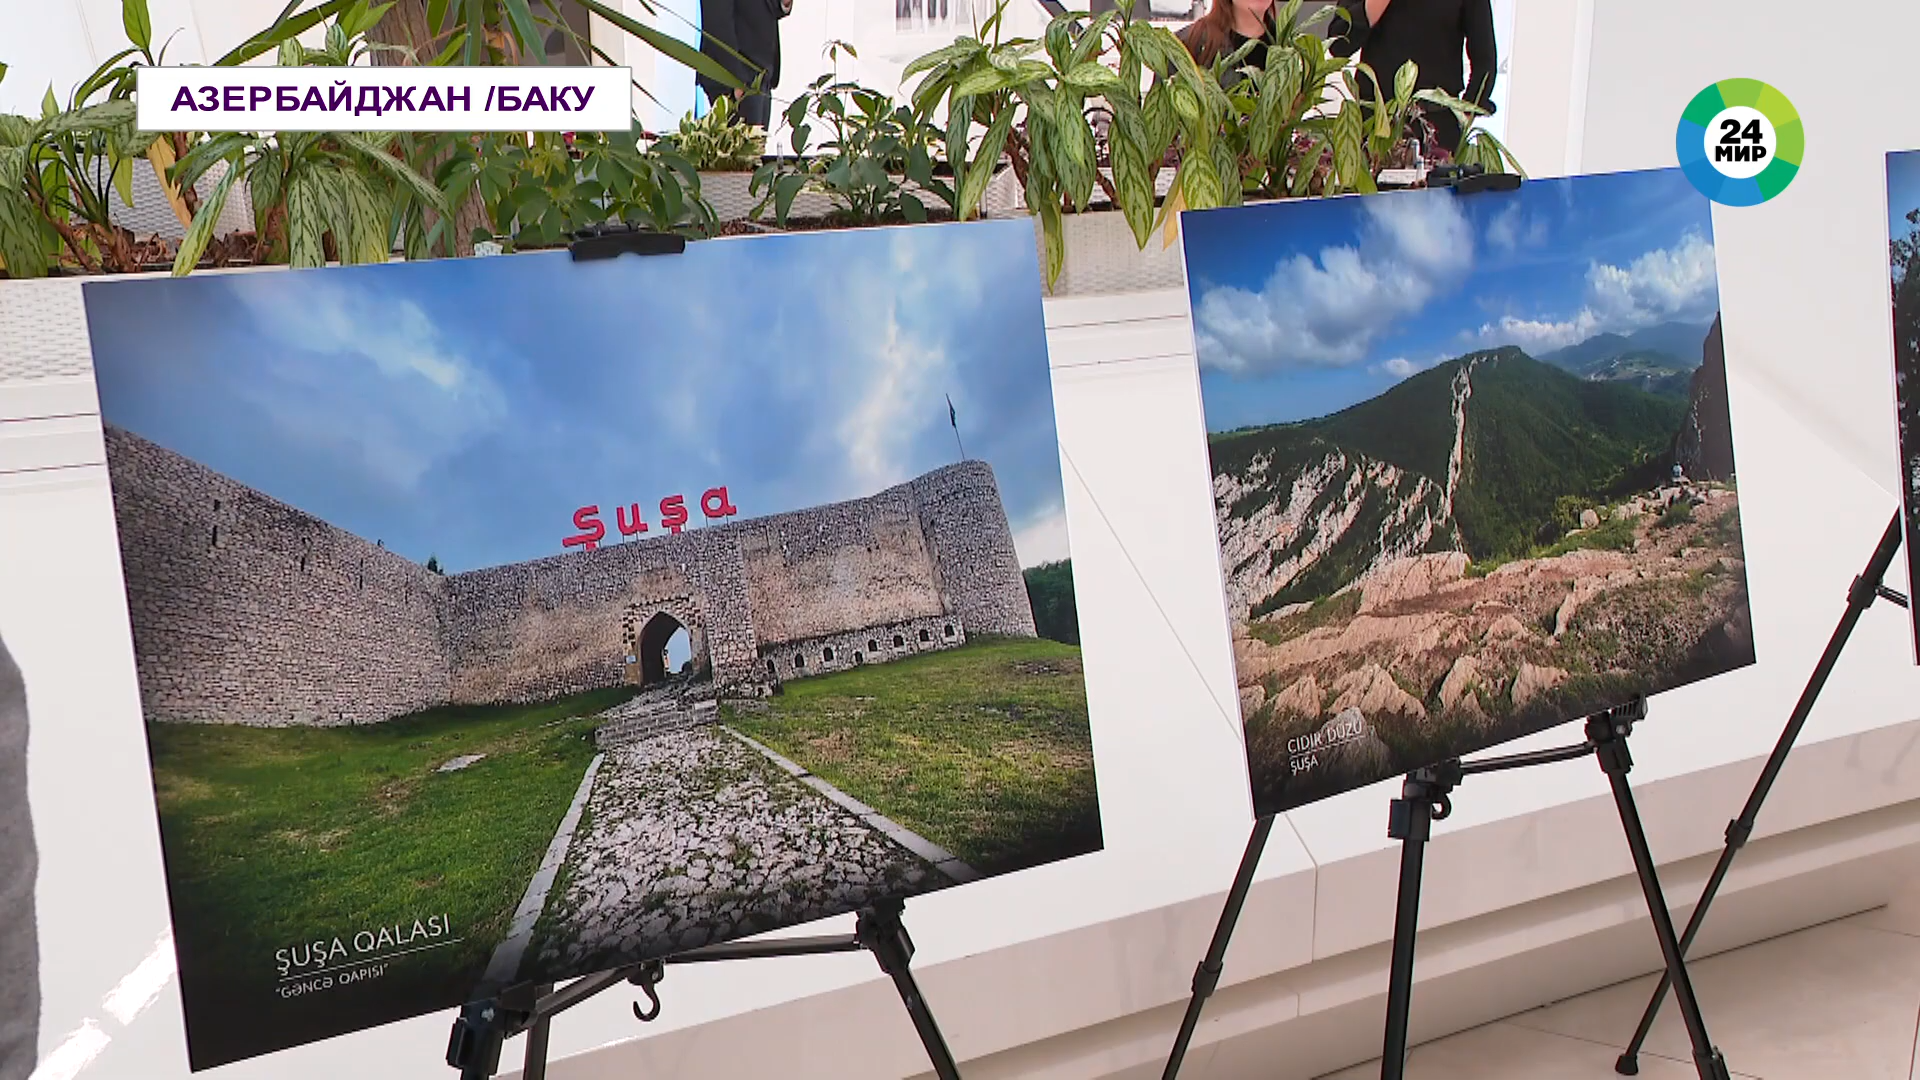 АЗЕРБАЙДЖАН /БАКУ
24
МИР
Şuşa
ŞUŞA QALASI
"GƏNCƏ QAPISI"
CIDIR DÜZÜ
ŞUŞA